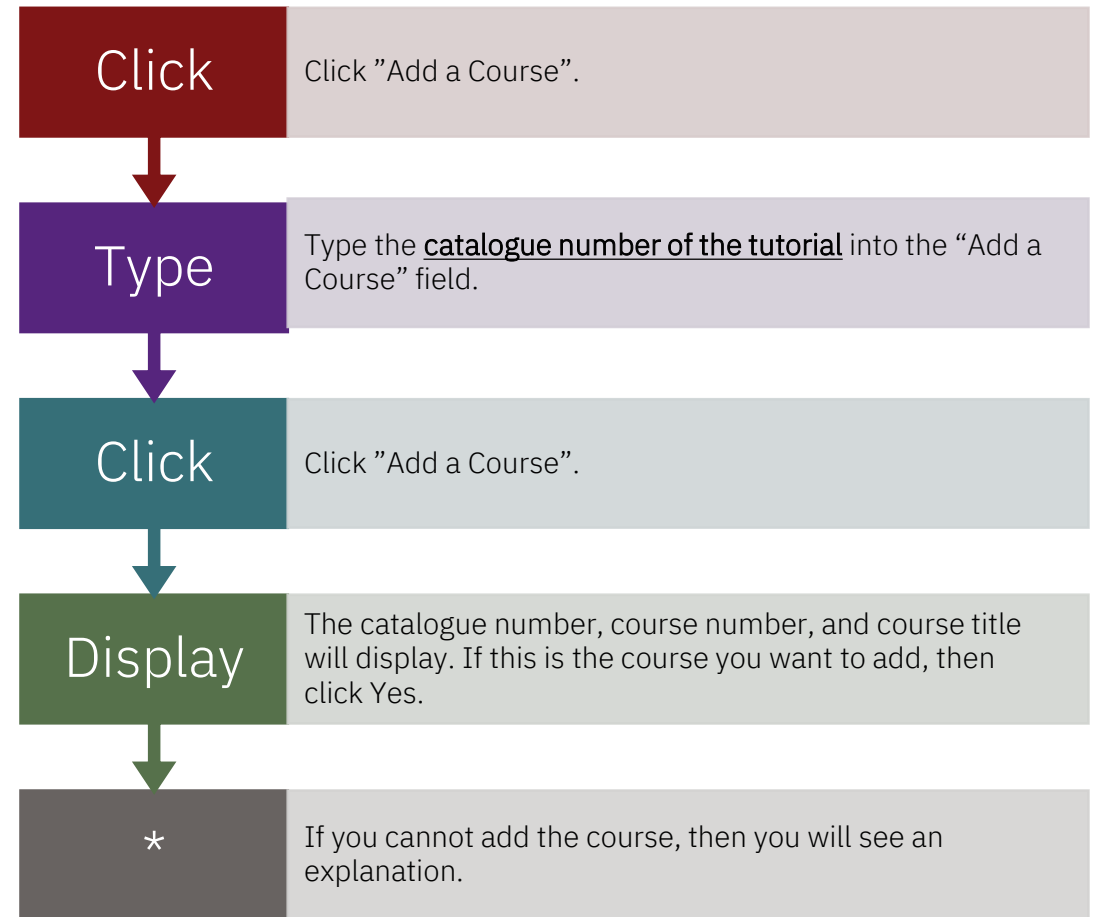 Click
Click ”Add a Course”.
Type
Type the catalogue number of the tutorial into the “Add a
Course” field.
Click
Click ”Add a Course”.
Display
The catalogue number, course number, and course title
will display. If this is the course you want to add, then
click Yes.
*
If you cannot add the course, then you will see an
explanation.